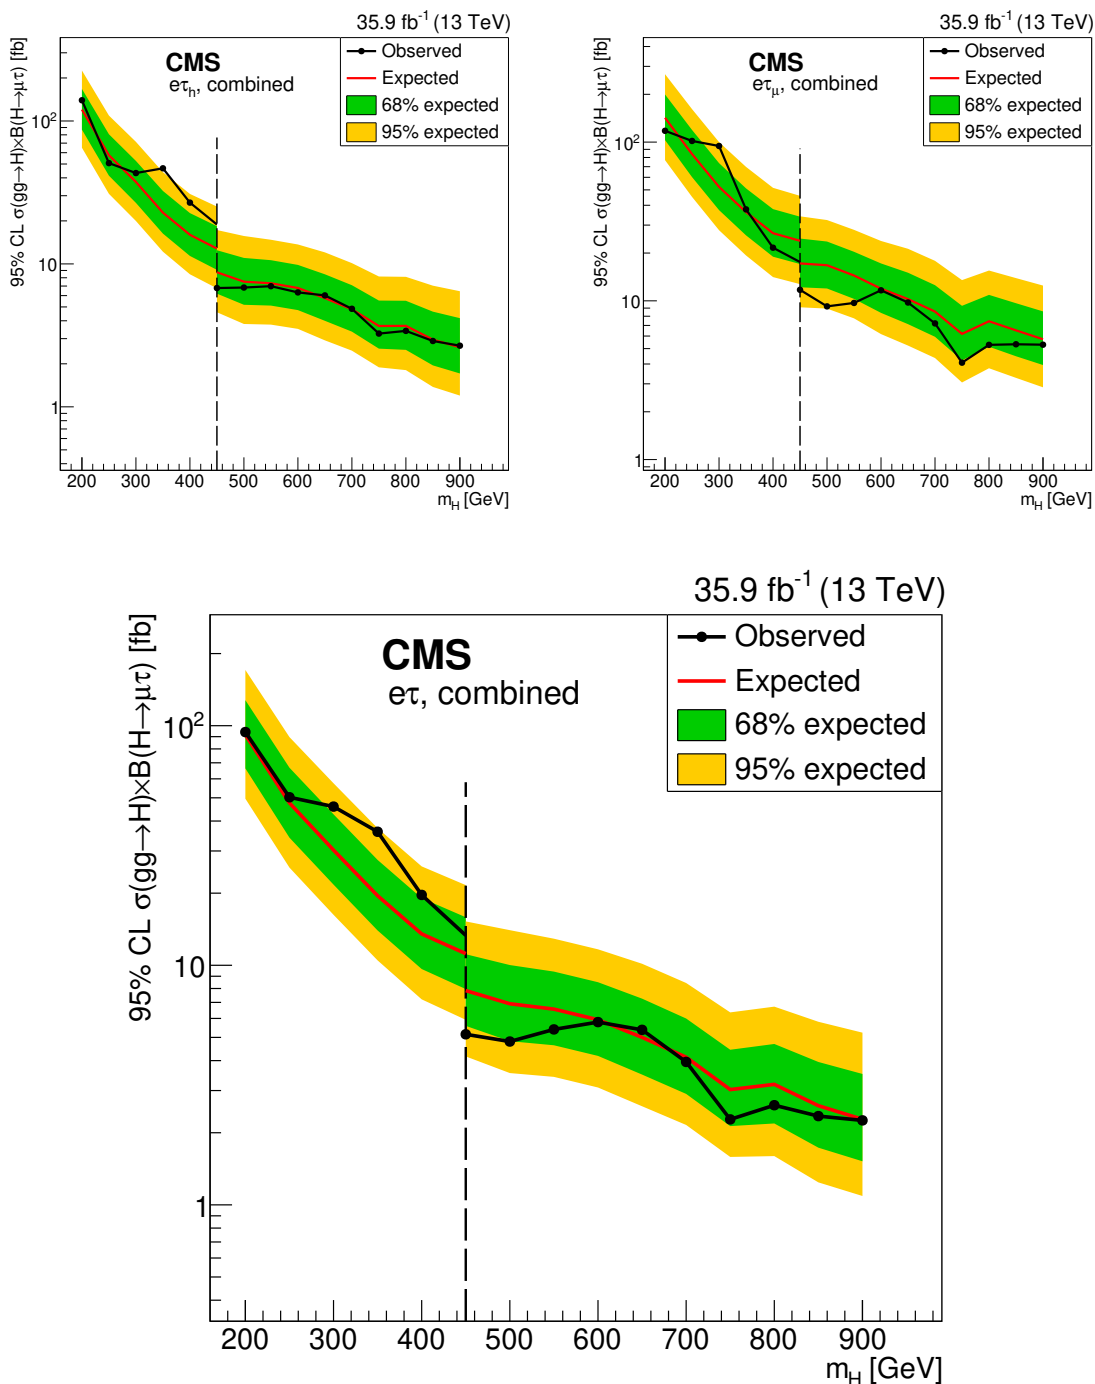 35.9 fb⁻¹ (13 TeV)
95% CL σ(gg→H)×B(H→μτ) [fb]
CMS
eτₕ, combined
Observed
Expected
68% expected
95% expected
10²
10
1
200 300 400 500 600 700 800 900
m_H [GeV]
35.9 fb⁻¹ (13 TeV)
95% CL σ(gg→H)×B(H→μτ) [fb]
CMS
eτ_μ, combined
Observed
Expected
68% expected
95% expected
10²
10
1
200 300 400 500 600 700 800 900
m_H [GeV]
35.9 fb⁻¹ (13 TeV)
95% CL σ(gg→H)×B(H→μτ) [fb]
CMS
eτ, combined
Observed
Expected
68% expected
95% expected
10²
10
1
200 300 400 500 600 700 800 900
m_H [GeV]